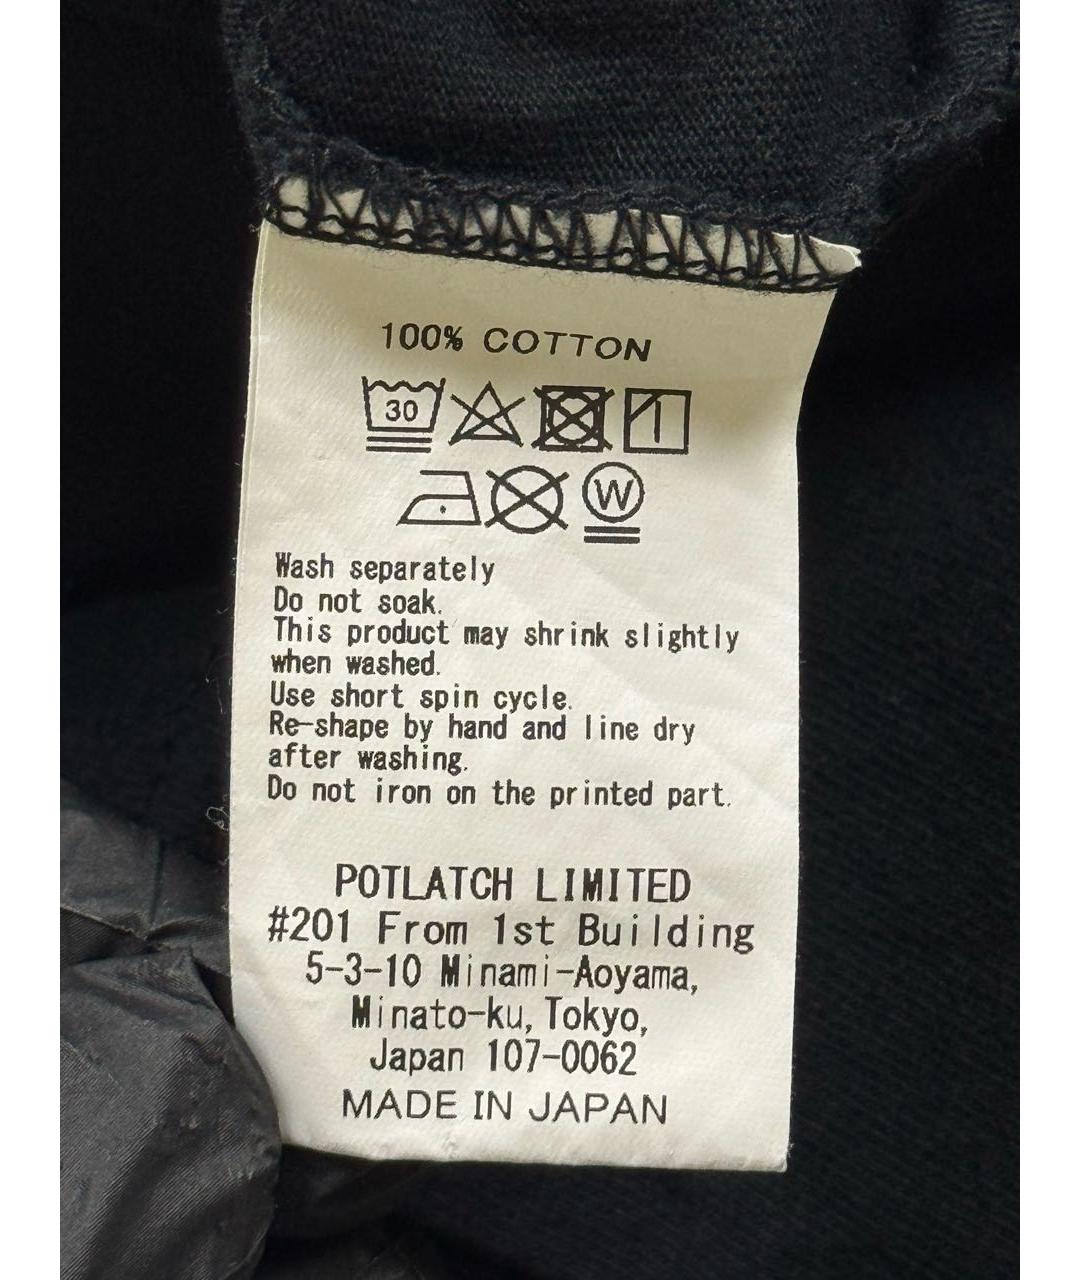 100% COTTON
30
W
Wash separately
Do not soak.
This product may shrink slightly
when washed.
Use short spin cycle.
Re-shape by hand and line dry
after washing.
Do not iron on the printed part.
POTLATCH LIMITED
#201 From 1st Building
5-3-10 Minami-Aoyama,
Minato-ku, Tokyo,
Japan 107-0062
MADE IN JAPAN